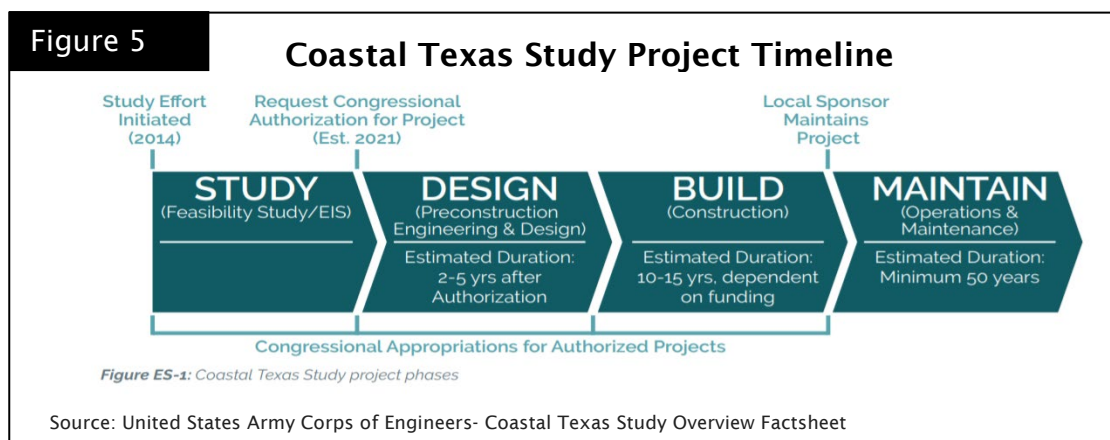 Figure 5
Coastal Texas Study Project Timeline
Study Effort
Initiated
(2014)
Request Congressional
Authorization for Project
(Est. 2021)
Local Sponsor
Maintains
Project
STUDY
(Feasibility Study/EIS)
DESIGN
(Preconstruction
Engineering & Design)
Estimated Duration:
2-5 yrs after
Authorization
BUILD
(Construction)
Estimated Duration:
10-15 yrs, dependent
on funding
MAINTAIN
(Operations &
Maintenance)
Estimated Duration:
Minimum 50 years
Congressional Appropriations for Authorized Projects
Figure ES-1: Coastal Texas Study project phases
Source: United States Army Corps of Engineers- Coastal Texas Study Overview Factsheet